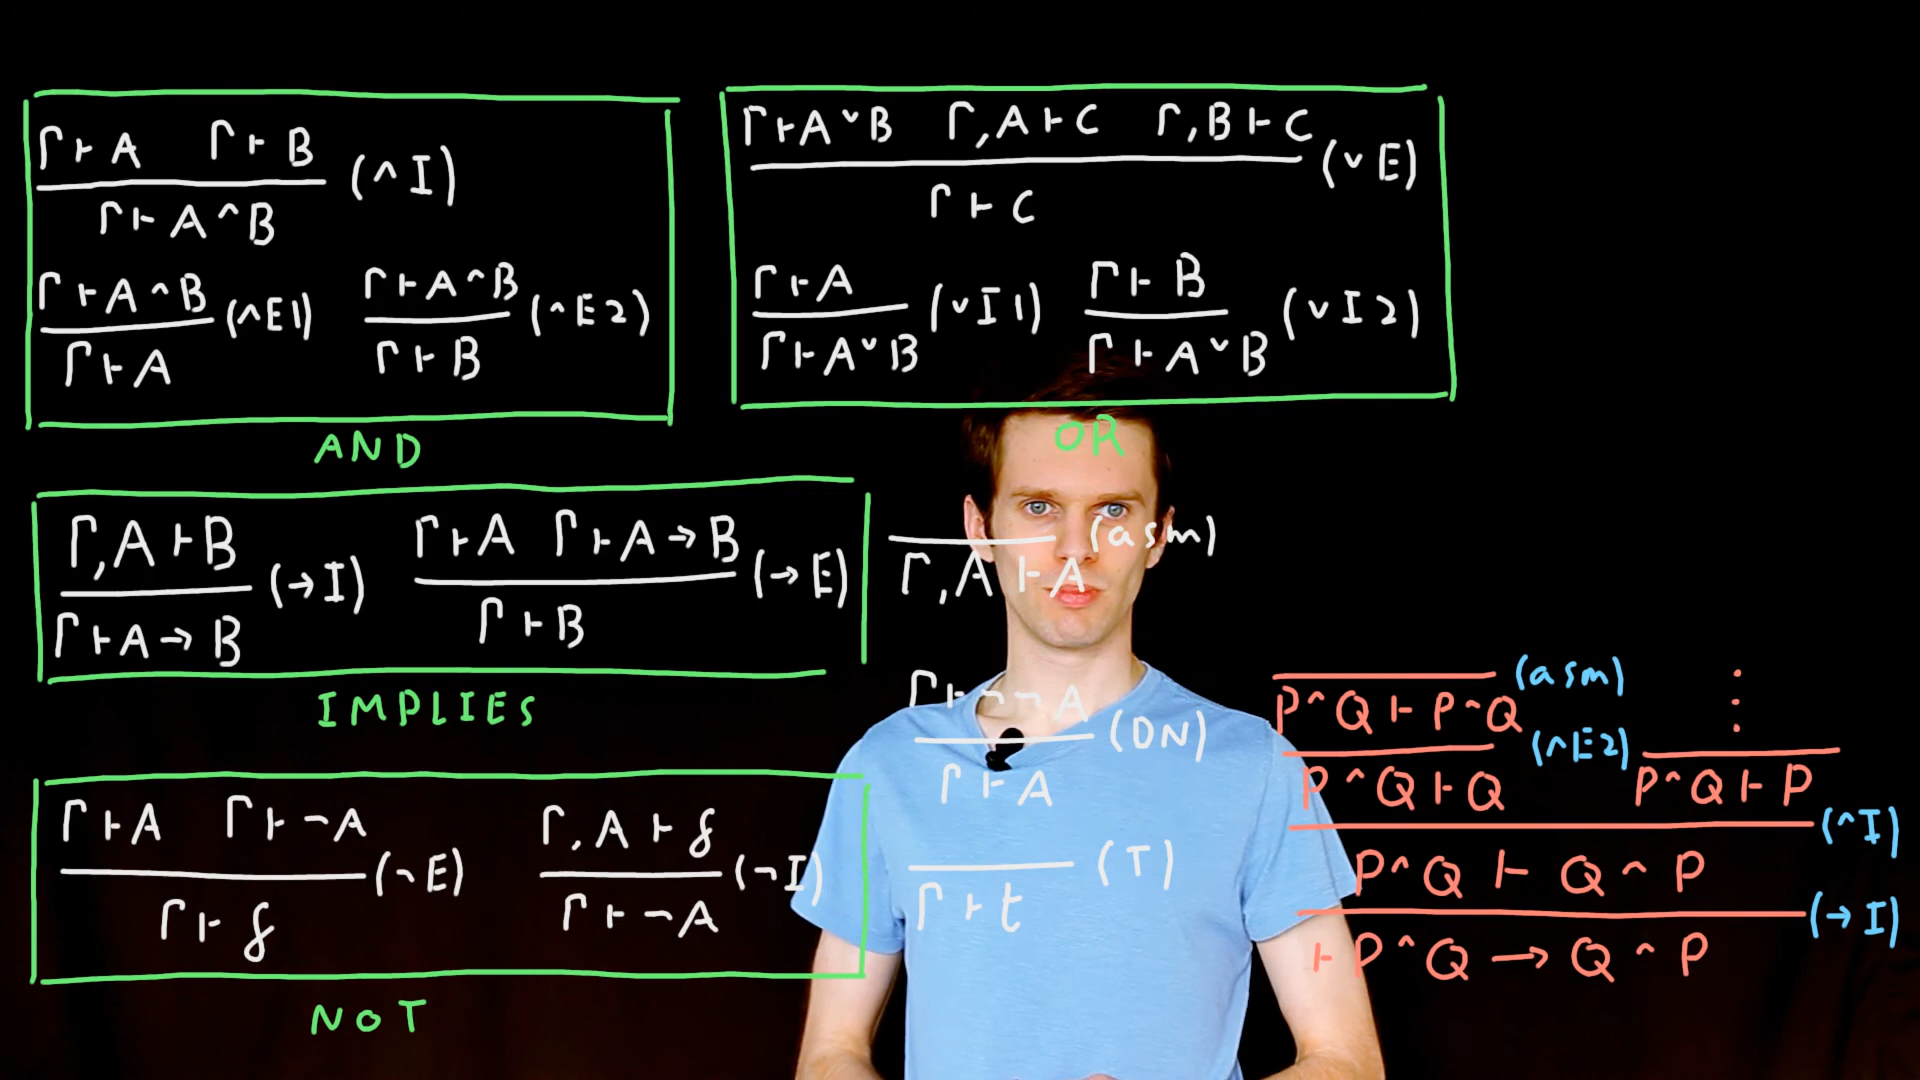 Γ ⊢ A   Γ ⊢ B
Γ ⊢ A ∧ B (∧I)
Γ ⊢ A ∧ B
Γ ⊢ A (∧E1)
Γ ⊢ A ∧ B
Γ ⊢ B (∧E2)
AND
Γ ⊢ A ∨ B   Γ, A ⊢ C   Γ, B ⊢ C
Γ ⊢ C (∨E)
Γ ⊢ A
Γ ⊢ A ∨ B (∨I1)
Γ ⊢ B
Γ ⊢ A ∨ B (∨I2)
OR
Γ, A ⊢ B
Γ ⊢ A → B (→I)
Γ ⊢ A   Γ ⊢ A → B
Γ ⊢ B (→E)
IMPLIES
(asm)
Γ, A ⊢ A
Γ ⊢ ¬¬A
Γ ⊢ A (DN)
Γ ⊢ A   Γ ⊢ ¬A
Γ ⊢ f (¬E)
Γ, A ⊢ f
Γ ⊢ ¬A (¬I)
NOT
(T)
Γ ⊢ t
(asm)
P ∧ Q ⊢ P ∧ Q ⋮
(∧E2)
P ∧ Q ⊢ Q   P ∧ Q ⊢ P
(∧I)
P ∧ Q ⊢ Q ∧ P
(→I)
⊢ P ∧ Q → Q ∧ P